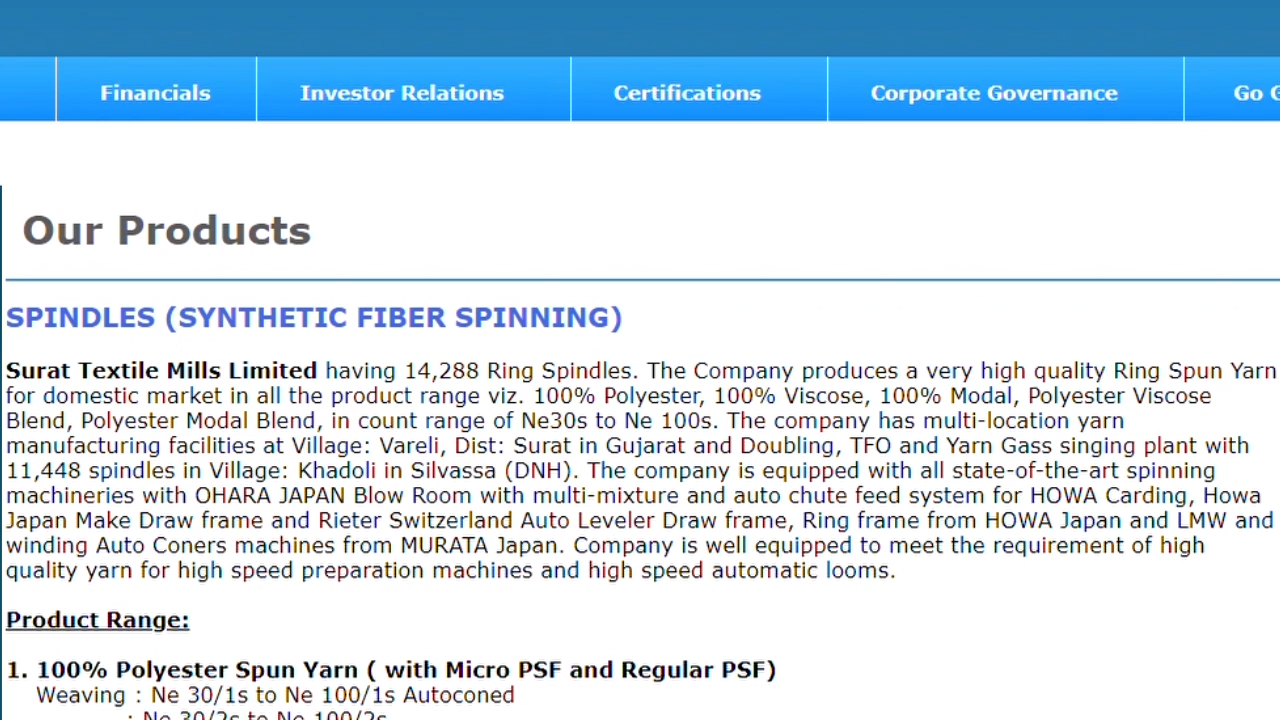 Financials
Investor Relations
Certifications
Corporate Governance
Go
Our Products
SPINDLES (SYNTHETIC FIBER SPINNING)
Surat Textile Mills Limited having 14,288 Ring Spindles. The Company produces a very high quality Ring Spun Yarn
for domestic market in all the product range viz. 100% Polyester, 100% Viscose, 100% Modal, Polyester Viscose
Blend, Polyester Modal Blend, in count range of Ne30s to Ne 100s. The company has multi-location yarn
manufacturing facilities at Village: Vareli, Dist: Surat in Gujarat and Doubling, TFO and Yarn Gass singing plant with
11,448 spindles in Village: Khadoli in Silvassa (DNH). The company is equipped with all state-of-the-art spinning
machineries with OHARA JAPAN Blow Room with multi-mixture and auto chute feed system for HOWA Carding, Howa
Japan Make Draw frame and Rieter Switzerland Auto Leveler Draw frame, Ring frame from HOWA Japan and LMW and
winding Auto Coners machines from MURATA Japan. Company is well equipped to meet the requirement of high
quality yarn for high speed preparation machines and high speed automatic looms.
Product Range:
1. 100% Polyester Spun Yarn ( with Micro PSF and Regular PSF)
Weaving : Ne 30/1s to Ne 100/1s Autoconed
: Ne 30/2s to Ne 100/2s